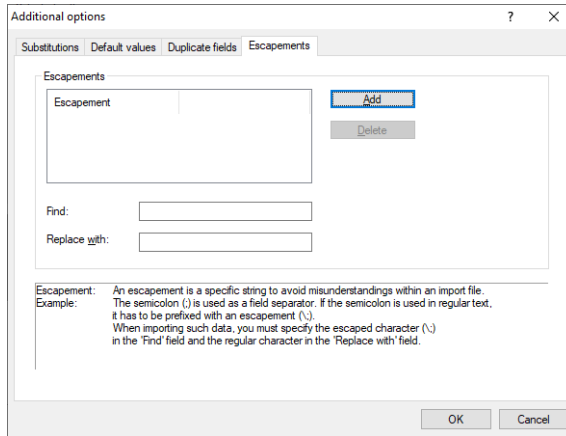 Additional options ? ×
Substitutions Default values Duplicate fields Escapements
Escapements
Escapement
Add
Delete
Find:
Replace with:
Escapement: An escapement is a specific string to avoid misunderstandings within an import file.
Example: The semicolon (;) is used as a field separator. If the semicolon is used in regular text,
it has to be prefixed with an escapement (\;).
When importing such data, you must specify the escaped character (\;)
in the 'Find' field and the regular character in the 'Replace with' field.
OK Cancel